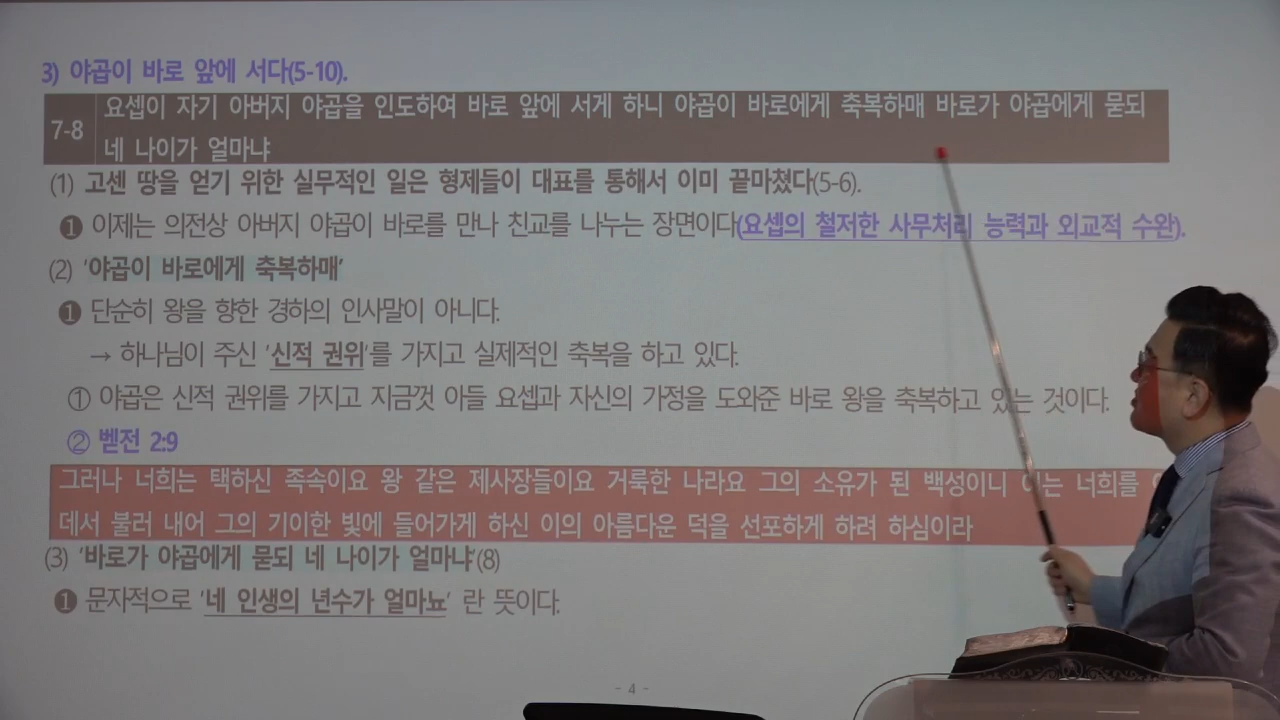 3) 야곱이 바로 앞에 서다(5-10).
7-8 요셉이 자기 아버지 야곱을 인도하여 바로 앞에 서게 하니 야곱이 바로에게 축복하매 바로가 야곱에게 묻되
네 나이가 얼마냐
(1) 고센 땅을 얻기 위한 실무적인 일은 형제들이 대표를 통해서 이미 끝마쳤다(5-6).
❶ 이제는 의전상 아버지 야곱이 바로를 만나 친교를 나누는 장면이다(요셉의 철저한 사무처리 능력과 외교적 수완).
(2) '야곱이 바로에게 축복하매'
❶ 단순히 왕을 향한 경하의 인사말이 아니다.
→ 하나님이 주신 '신적 권위'를 가지고 실제적인 축복을 하고 있다.
① 야곱은 신적 권위를 가지고 지금껏 아들 요셉과 자신의 가정을 도와준 바로 왕을 축복하고 있는 것이다.
② 벧전 2:9
그러나 너희는 택하신 족속이요 왕 같은 제사장들이요 거룩한 나라요 그의 소유가 된 백성이니 이는 너희를
데서 불러 내어 그의 기이한 빛에 들어가게 하신 이의 아름다운 덕을 선포하게 하려 하심이라
(3) '바로가 야곱에게 묻되 네 나이가 얼마냐'(8)
❶ 문자적으로 '네 인생의 년수가 얼마뇨' 란 뜻이다.
- 4 -